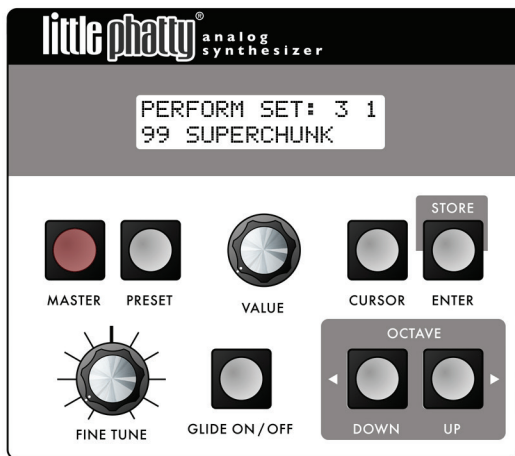 little phatty® analog
synthesizer
PERFORM SET: 3 1
99 SUPERCHUNK
STORE
MASTER PRESET VALUE CURSOR ENTER
OCTAVE
FINE TUNE GLIDE ON/OFF DOWN UP